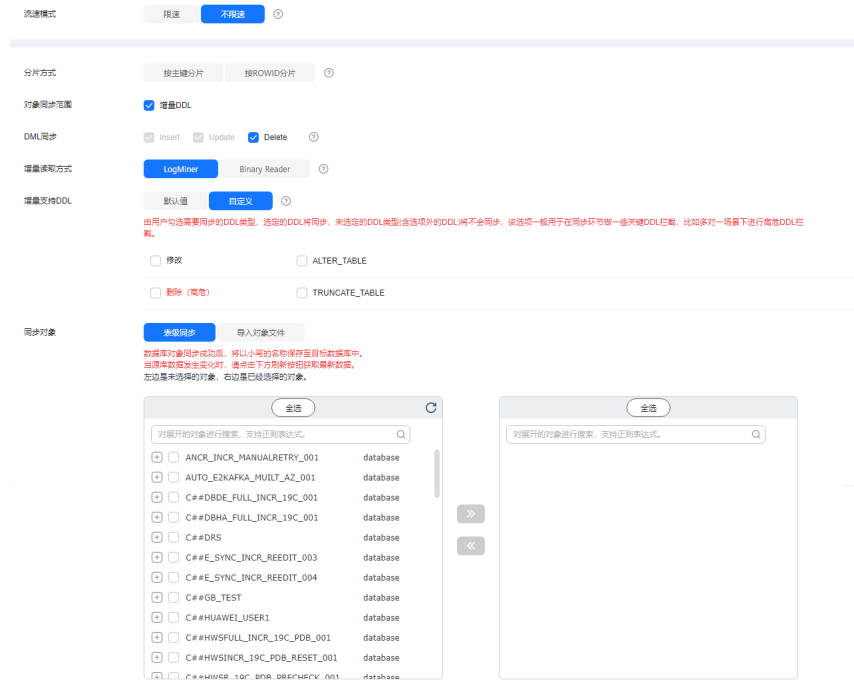 流速模式 限速 不限速
分片方式 按主键分片 按ROWID分片
对象同步范围 增量DDL
DML同步 Insert Update Delete
增量读取方式 LogMiner Binary Reader
增量支持DDL 默认值 自定义
由用户勾选需要同步的DDL类型，选定的DDL将同步，未选定的DDL类型(含选项外的DDL)将不会同步，该选项一般用于在同步环节做一些关键DDL拦截，比如多对一场景下进行高危DDL拦
截。
修改 ALTER_TABLE
删除（高危） TRUNCATE_TABLE
同步对象 表级同步 导入对象文件
数据库对象同步成功后，将以小写的名称保存至目标数据库中。
当源库数据发生变化时，请点击下方刷新按钮获取最新数据。
左边是未选择的对象，右边是已经选择的对象。
全选 全选
对展开的对象进行搜索，支持正则表达式。 对展开的对象进行搜索，支持正则表达式。
ANCR_INCR_MANUALRETRY_001 database
AUTO_E2KAFKA_MUILT_AZ_001 database
C##DBDE_FULL_INCR_19C_001 database
C##DBHA_FULL_INCR_19C_001 database
C##DRS database
C##E_SYNC_INCR_REEDIT_003 database
C##E_SYNC_INCR_REEDIT_004 database
C##GB_TEST database
C##HUAWEI_USER1 database
C##HWSFULL_INCR_19C_PDB_001 database
C##HWSINCR_19C_PDB_RESET_001 database
C##HWSR_19C_PDB_PRECHECK_001 database